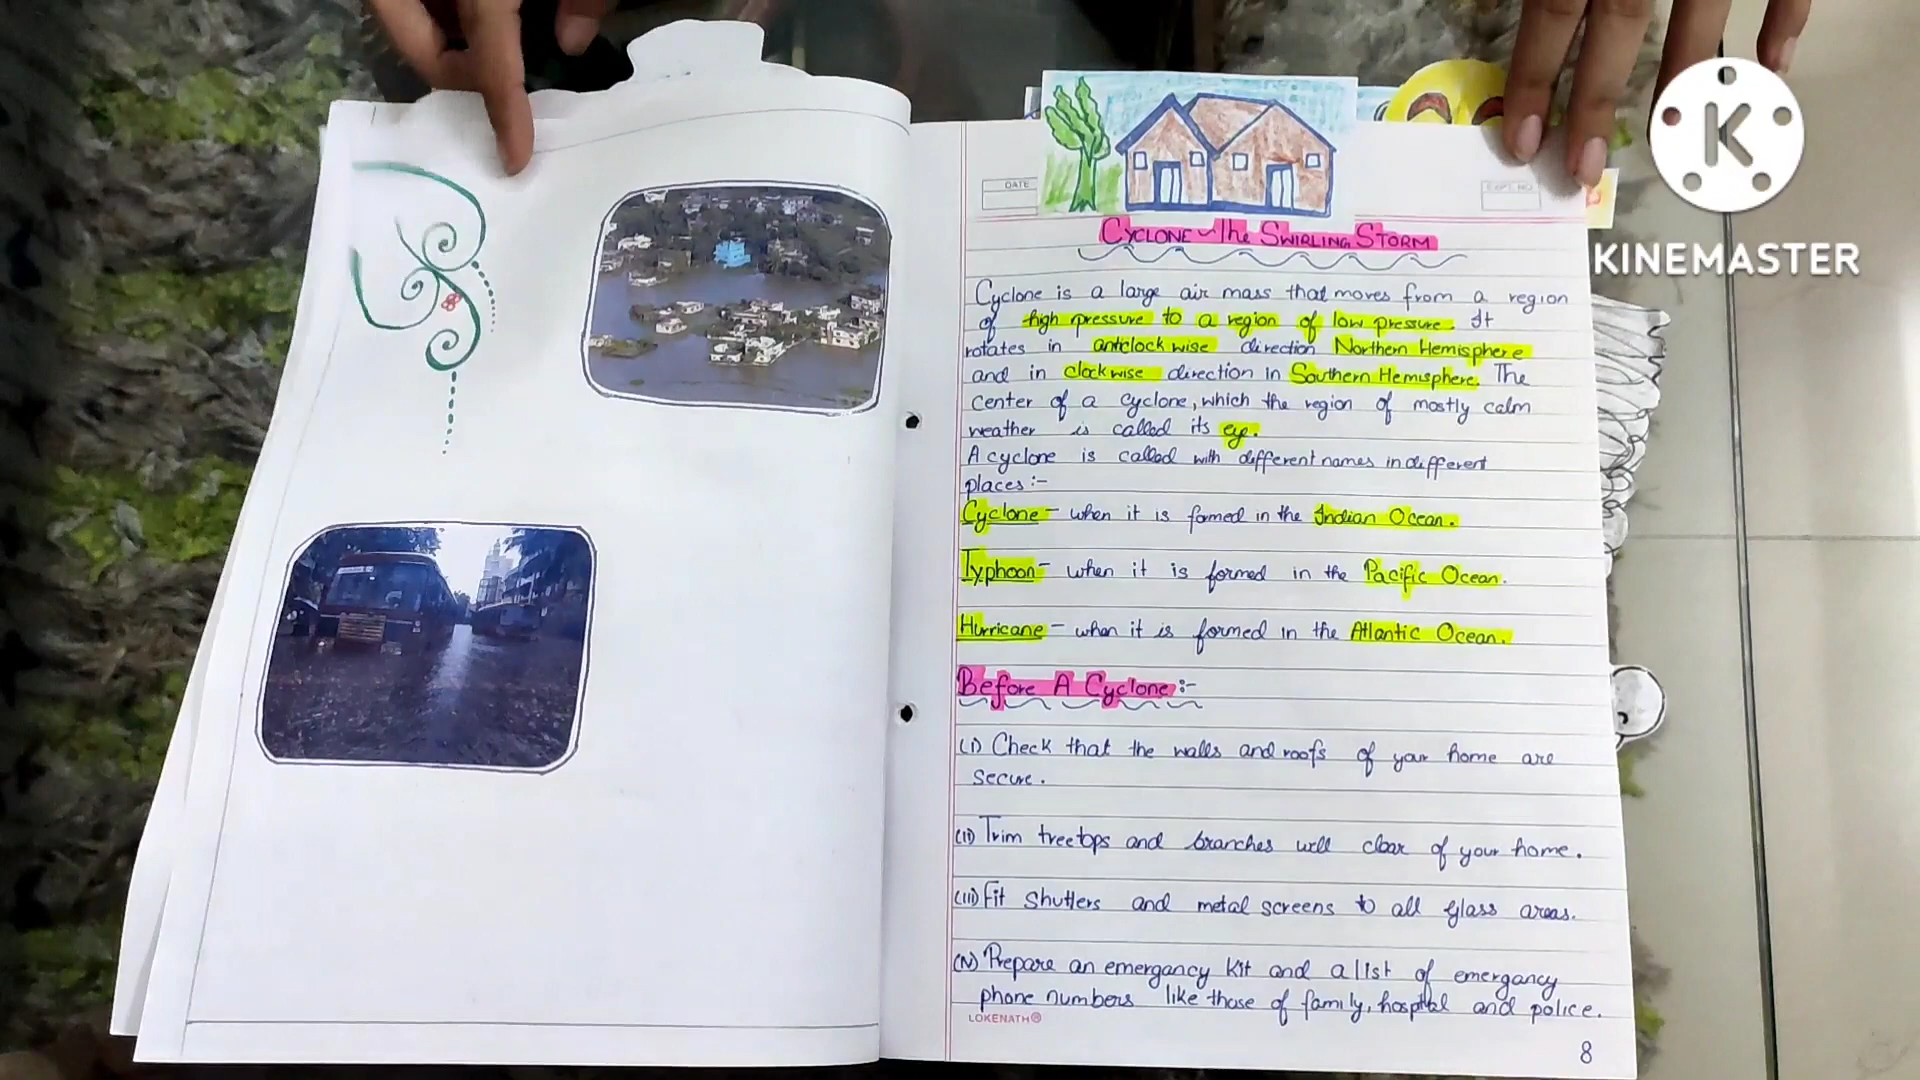 K
KINEMASTER
DATE
EXPT. NO
CYCLONE - The SWIRLING STORM
Cyclone is a large air mass that moves from a region
of high pressure to a region of low pressure. It
rotates in anticlockwise direction Northern Hemisphere
and in clockwise direction in Southern Hemisphere. The
center of a cyclone, which the region of mostly calm
weather is called its eye.
A cyclone is called with different names in different
places :-
Cyclone - when it is formed in the Indian Ocean.
Typhoon - when it is formed in the Pacific Ocean.
Hurricane - when it is formed in the Atlantic Ocean.
Before A Cyclone :-
(I) Check that the walls and roofs of your home are
secure.
(II) Trim treetops and branches well clear of your home.
(III) Fit shutters and metal screens to all glass areas.
(IV) Prepare an emergancy kit and a list of emergancy
phone numbers like those of family, hospital and police.
LOKENATH
8